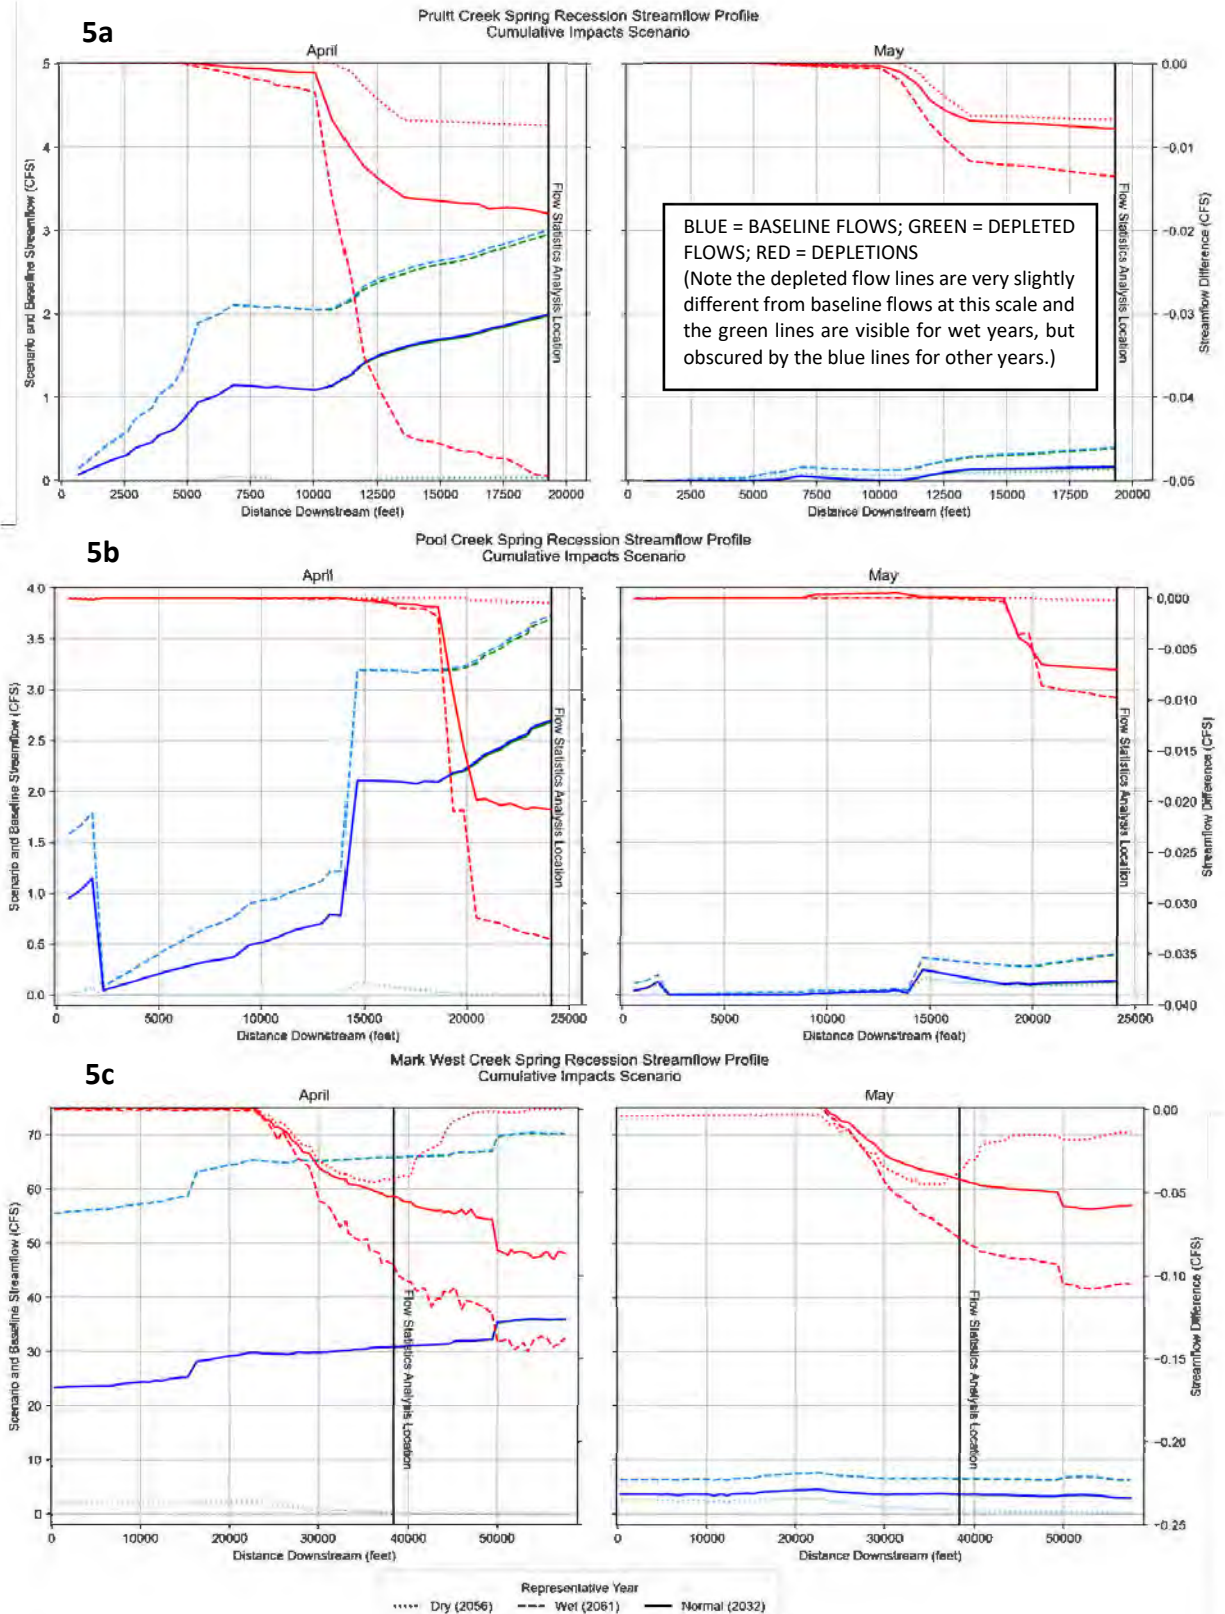 5a
Pruitt Creek Spring Recession Streamflow Profile
Cumulative Impacts Scenario
April
May
Scenario and Baseline Streamflow (CFS)
5
4
3
2
1
0
0 2500 5000 7500 10000 12500 15000 17500 20000
Distance Downstream (feet)
Flow Statistics Analysis Location
BLUE = BASELINE FLOWS; GREEN = DEPLETED
FLOWS; RED = DEPLETIONS
(Note the depleted flow lines are very slightly
different from baseline flows at this scale and
the green lines are visible for wet years, but
obscured by the blue lines for other years.)
0 2500 5000 7500 10000 12500 15000 17500 20000
Distance Downstream (feet)
Flow Statistics Analysis Location
0.00
−0.01
−0.02
−0.03
−0.04
−0.05
Streamflow Difference (CFS)
5b
Pool Creek Spring Recession Streamflow Profile
Cumulative Impacts Scenario
April
May
Scenario and Baseline Streamflow (CFS)
4.0
3.5
3.0
2.5
2.0
1.5
1.0
0.5
0.0
0 5000 10000 15000 20000 25000
Distance Downstream (feet)
Flow Statistics Analysis Location
0 5000 10000 15000 20000 25000
Distance Downstream (feet)
Flow Statistics Analysis Location
0.000
−0.005
−0.010
−0.015
−0.020
−0.025
−0.030
−0.035
−0.040
Streamflow Difference (CFS)
5c
Mark West Creek Spring Recession Streamflow Profile
Cumulative Impacts Scenario
April
May
Scenario and Baseline Streamflow (CFS)
70
60
50
40
30
20
10
0
0 10000 20000 30000 40000 50000
Distance Downstream (feet)
Flow Statistics Analysis Location
0 10000 20000 30000 40000 50000
Distance Downstream (feet)
Flow Statistics Analysis Location
0.00
−0.05
−0.10
−0.15
−0.20
−0.25
Streamflow Difference (CFS)
Representative Year
Dry (2056) Wet (2061) Normal (2032)